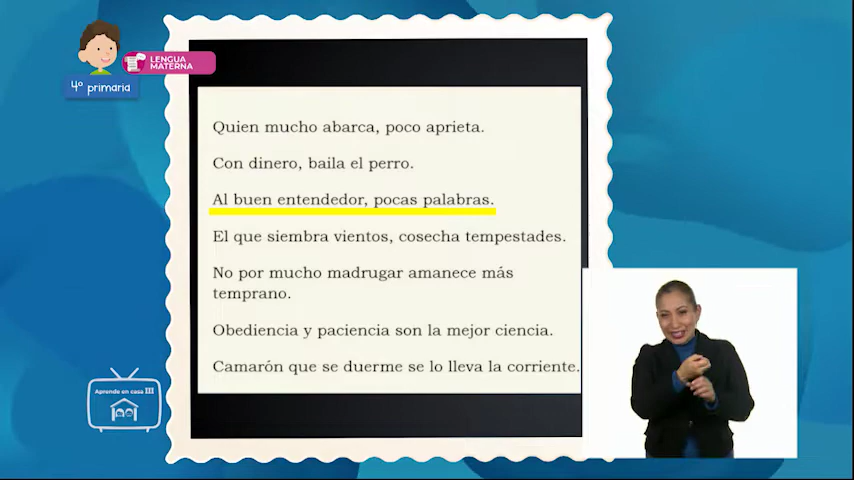 LENGUA
MATERNA
4º primaria
Quien mucho abarca, poco aprieta.
Con dinero, baila el perro.
Al buen entendedor, pocas palabras.
El que siembra vientos, cosecha tempestades.
No por mucho madrugar amanece más
temprano.
Obediencia y paciencia son la mejor ciencia.
Camarón que se duerme se lo lleva la corriente.
Aprende en casa III